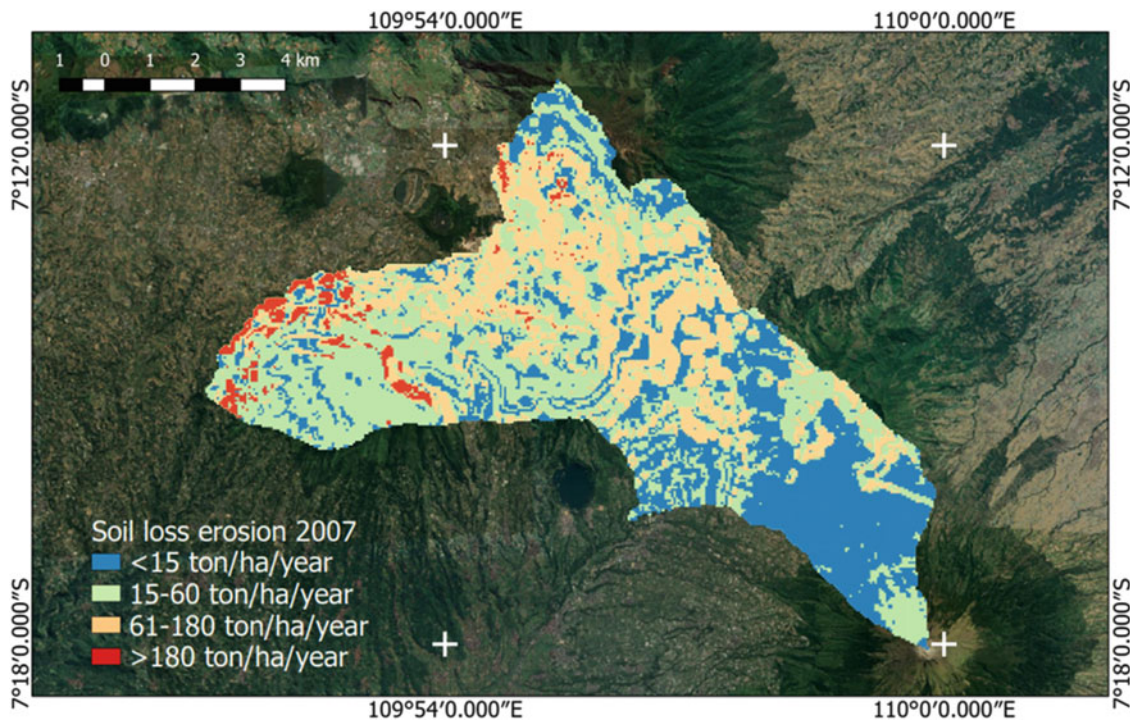 109°54′0.000″E
110°0′0.000″E
1 0 1 2 3 4 km
7°12′0.000″S
7°12′0.000″S
Soil loss erosion 2007
<15 ton/ha/year
15-60 ton/ha/year
61-180 ton/ha/year
>180 ton/ha/year
7°18′0.000″S
7°18′0.000″S
109°54′0.000″E
110°0′0.000″E